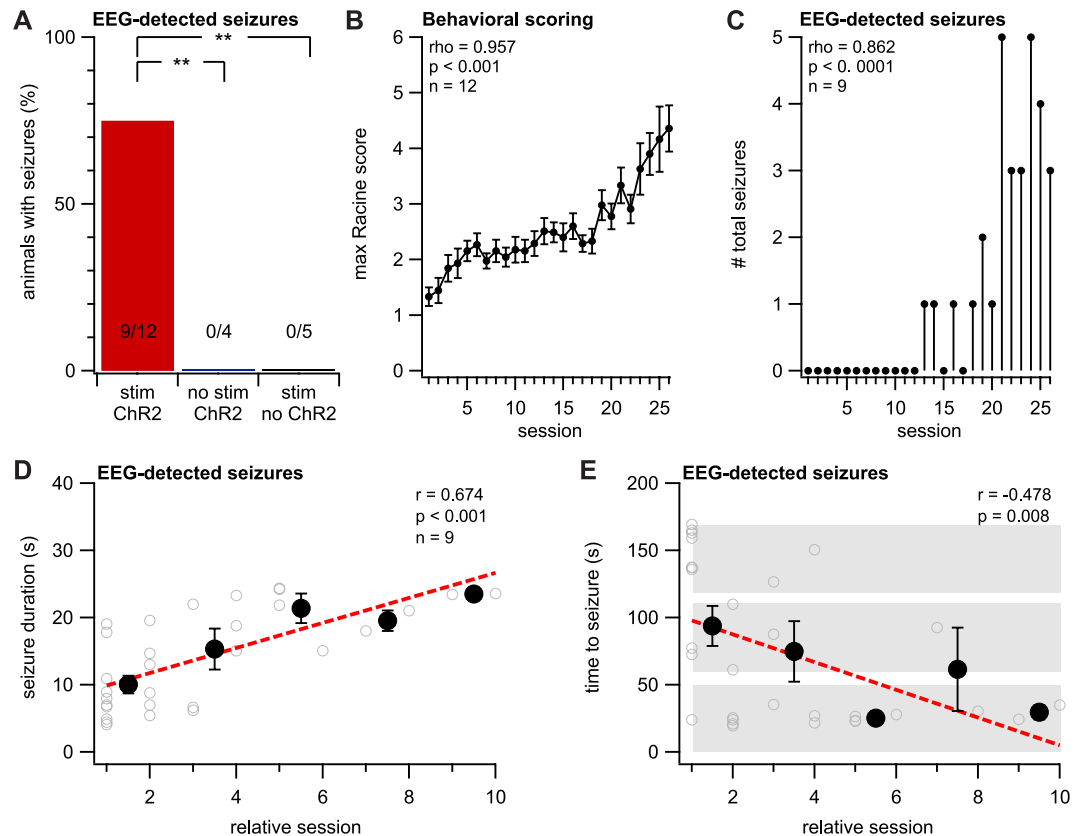 A
EEG-detected seizures
100
50
0
animals with seizures (%)
**
**
9/12
0/4
0/5
stim
ChR2
no stim
ChR2
stim
no ChR2
B
Behavioral scoring
rho = 0.957
p < 0.001
n = 12
6
5
4
3
2
1
0
max Racine score
5
10
15
20
25
session
C
EEG-detected seizures
rho = 0.862
p < 0. 0001
n = 9
5
4
3
2
1
0
# total seizures
5
10
15
20
25
session
D
EEG-detected seizures
r = 0.674
p < 0.001
n = 9
40
30
20
10
0
seizure duration (s)
2
4
6
8
10
relative session
E
EEG-detected seizures
r = -0.478
p = 0.008
200
150
100
50
0
time to seizure (s)
2
4
6
8
10
relative session